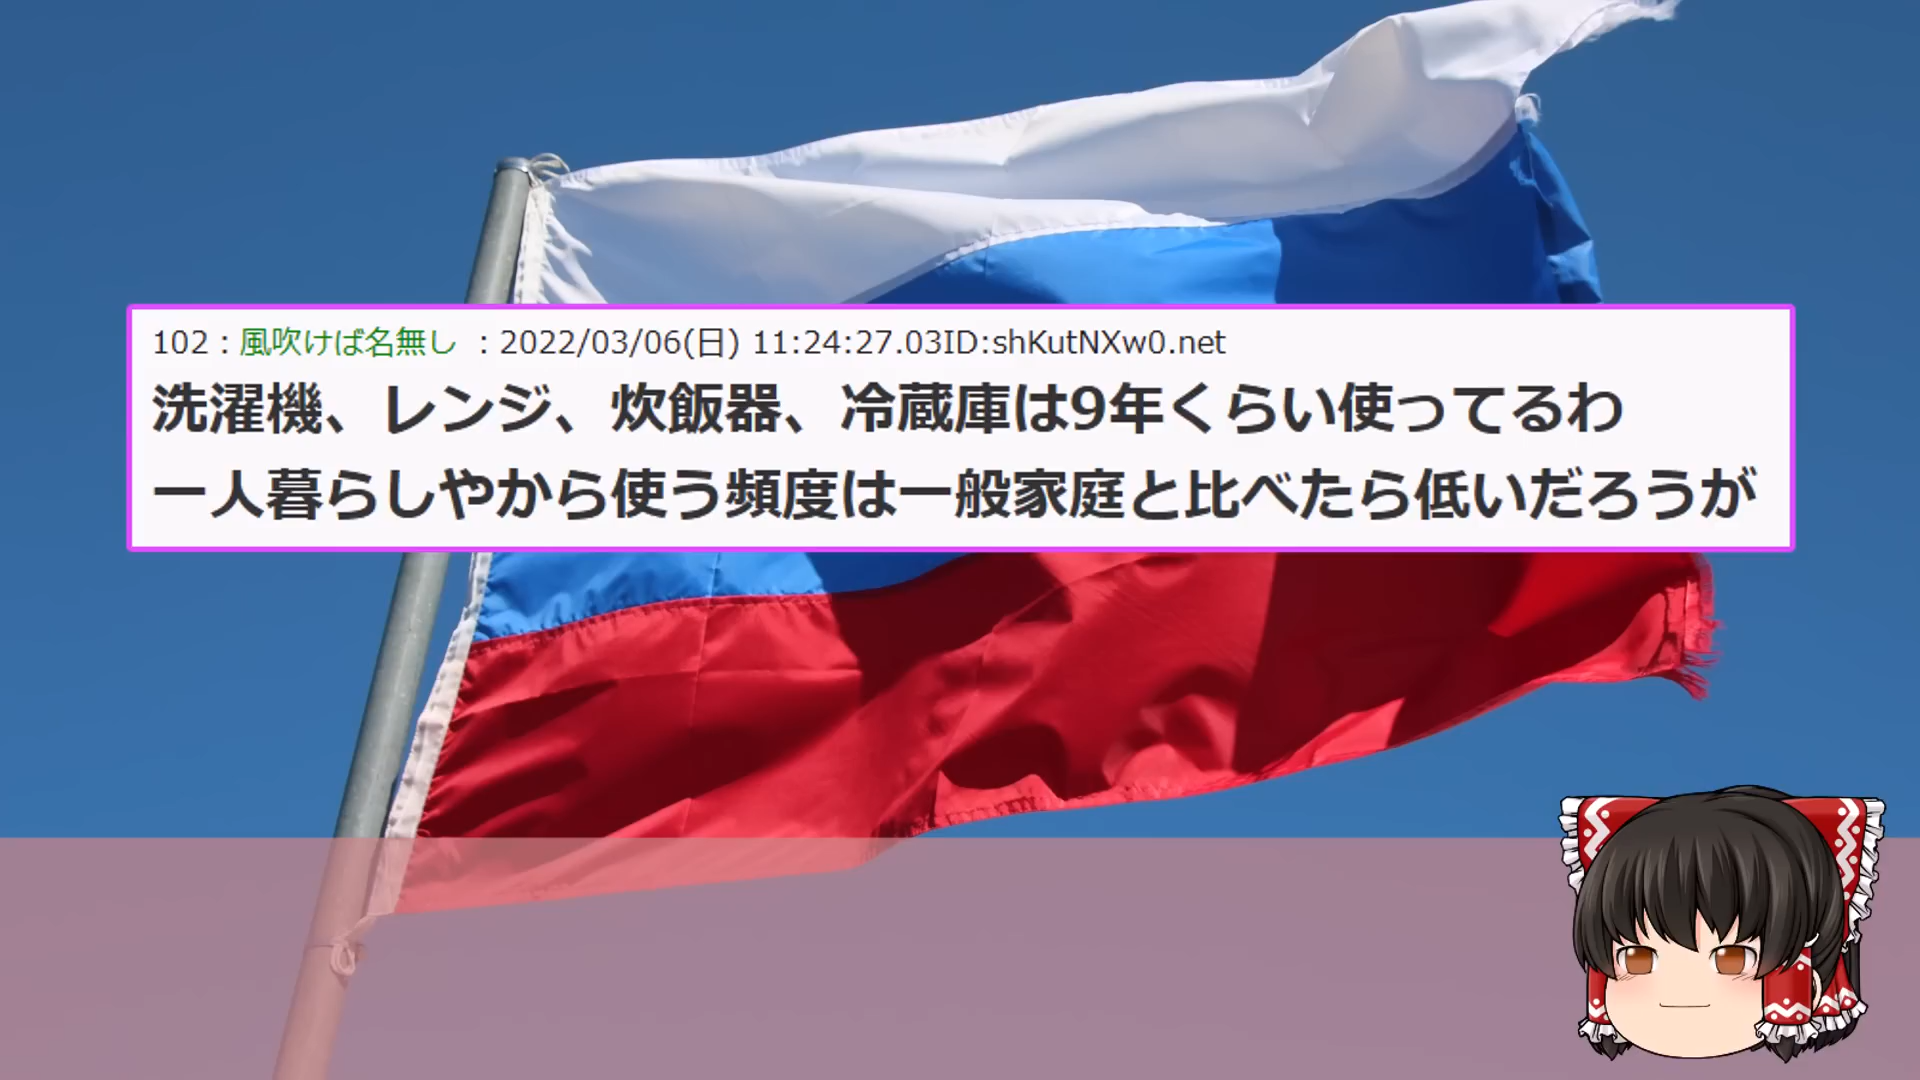 102 : 風吹けば名無し : 2022/03/06(日) 11:24:27.03ID:shKutNXw0.net
洗濯機、レンジ、炊飯器、冷蔵庫は9年くらい使ってるわ
一人暮らしやから使う頻度は一般家庭と比べたら低いだろうが